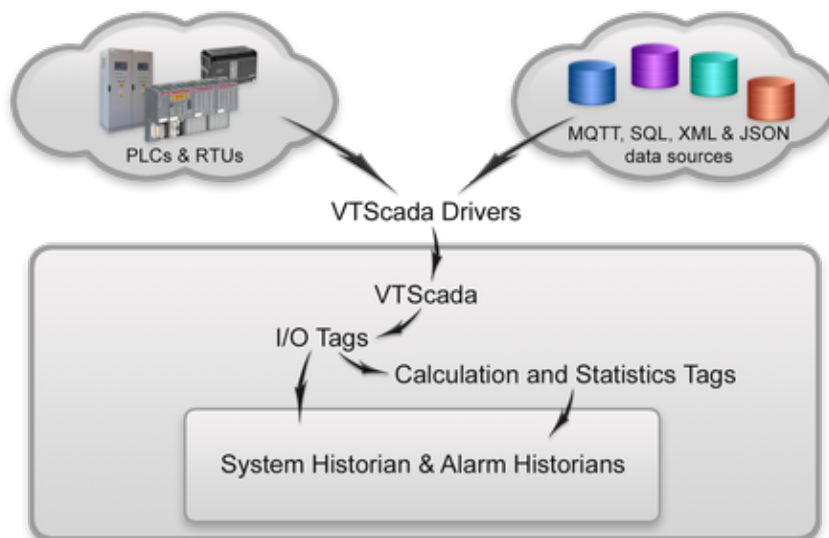 PLCs & RTUs
MQTT, SQL, XML & JSON
data sources
VTScada Drivers
VTScada
I/O Tags
Calculation and Statistics Tags
System Historian & Alarm Historians